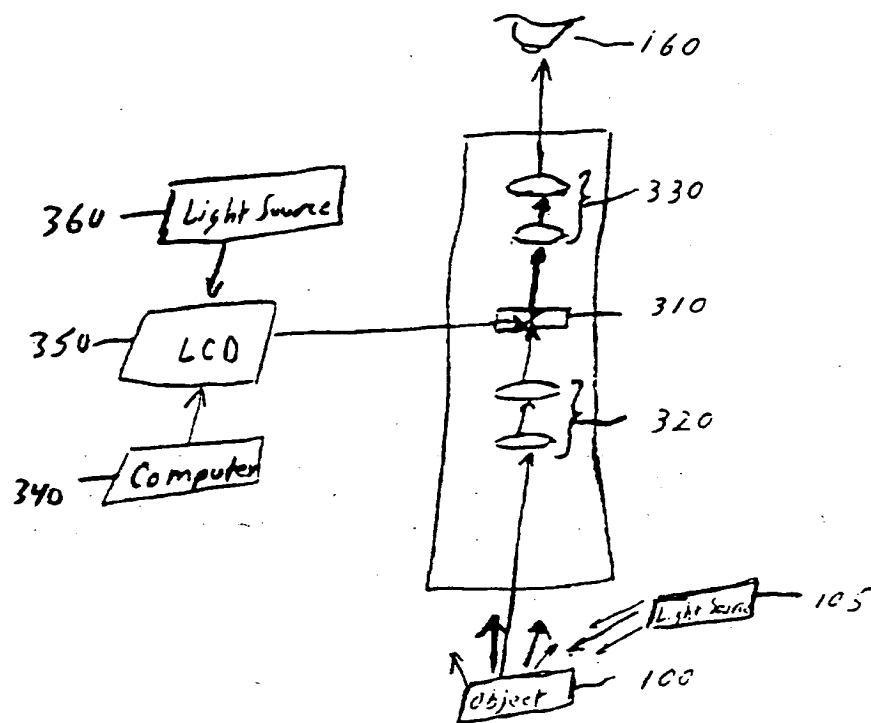 160
330
360 Light Source
310
350 LCD
320
340 Computer
105 Light Source
100 Object